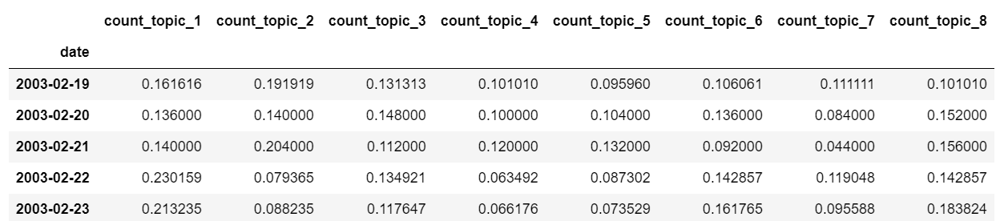 count_topic_1 count_topic_2 count_topic_3 count_topic_4 count_topic_5 count_topic_6 count_topic_7 count_topic_8
date
2003-02-19 0.161616 0.191919 0.131313 0.101010 0.095960 0.106061 0.111111 0.101010
2003-02-20 0.136000 0.140000 0.148000 0.100000 0.104000 0.136000 0.084000 0.152000
2003-02-21 0.140000 0.204000 0.112000 0.120000 0.132000 0.092000 0.044000 0.156000
2003-02-22 0.230159 0.079365 0.134921 0.063492 0.087302 0.142857 0.119048 0.142857
2003-02-23 0.213235 0.088235 0.117647 0.066176 0.073529 0.161765 0.095588 0.183824